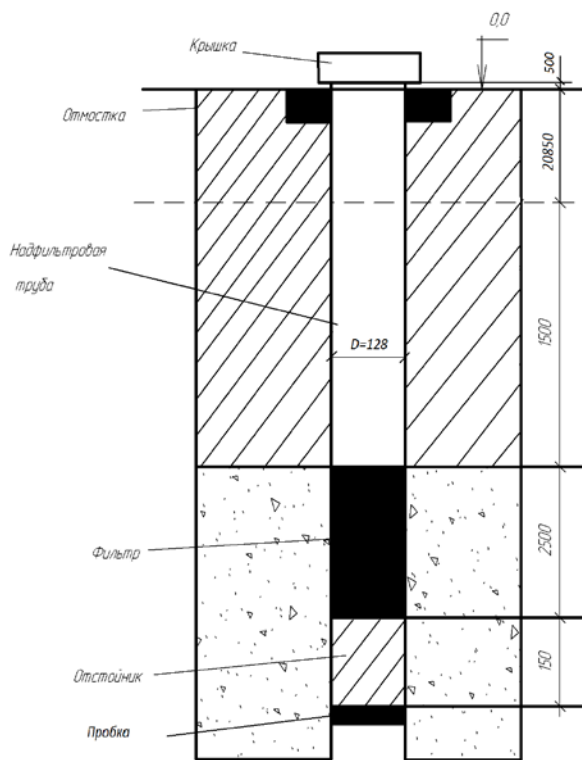 0,0
Крышка
500
Отмостка
20850
Надфильтровая
труба
1500
D=128
Фильтр
2500
Отстойник
150
Пробка